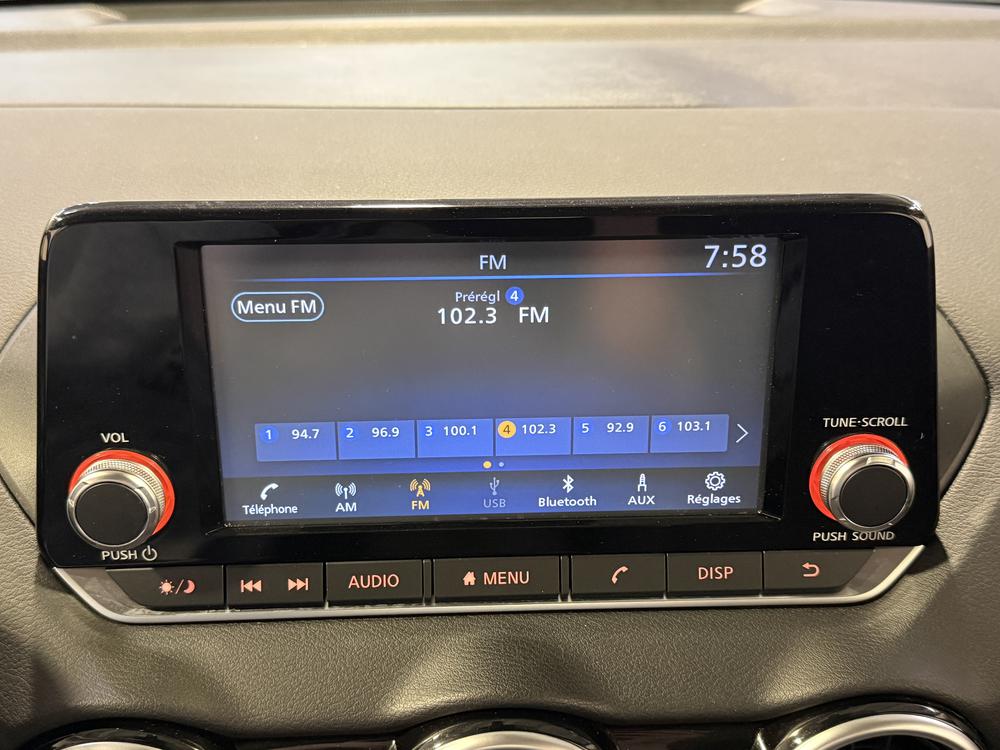 FM
7:58
Menu FM
Prérégl 4
102.3 FM
1 94.7
2 96.9
3 100.1
4 102.3
5 92.9
6 103.1
Téléphone
AM
FM
USB
Bluetooth
AUX
Réglages
VOL
PUSH
TUNE·SCROLL
PUSH SOUND
AUDIO
MENU
DISP